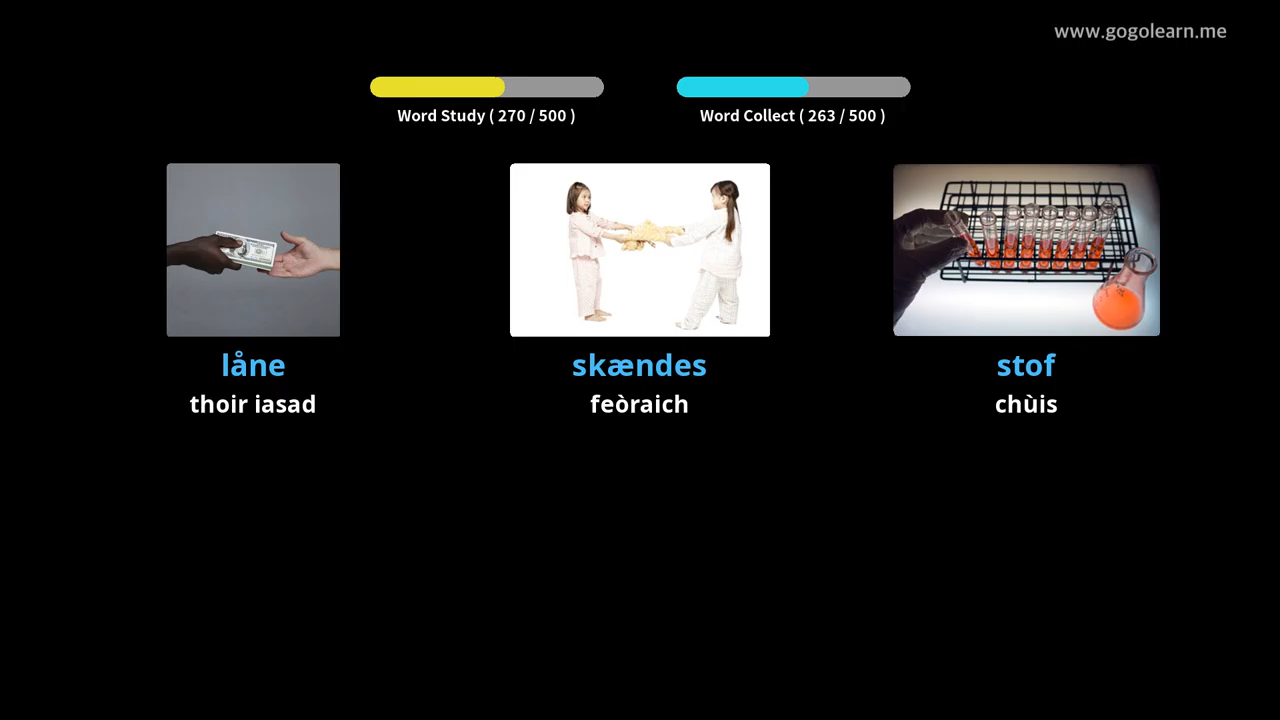 www.gogolearn.me
Word Study ( 270 / 500 )
Word Collect ( 263 / 500 )
låne
skændes
stof
thoir iasad
feòraich
chùis